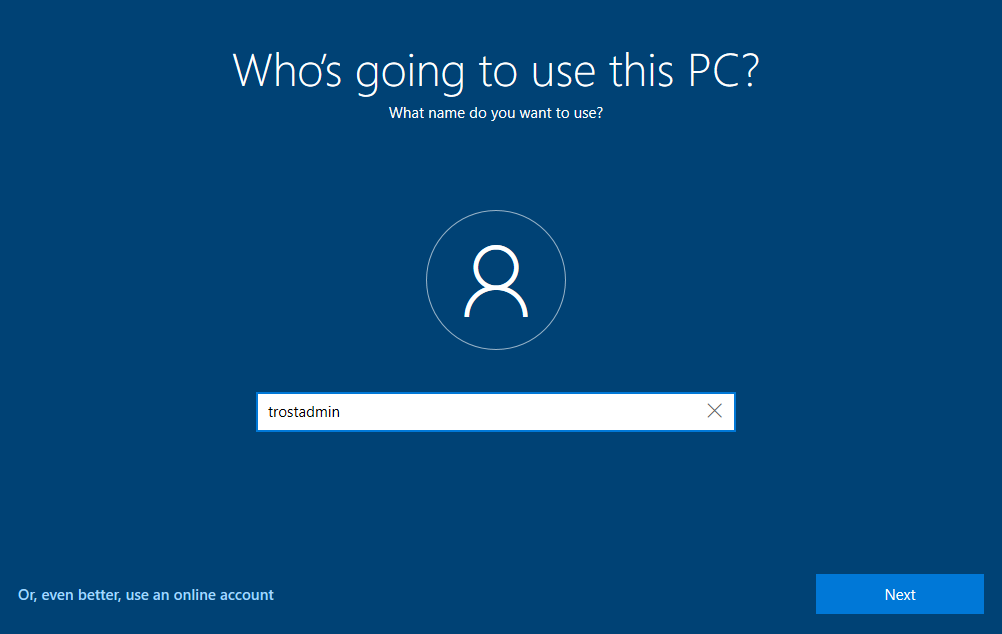 Who's going to use this PC?
What name do you want to use?
trostadmin
Or, even better, use an online account
Next